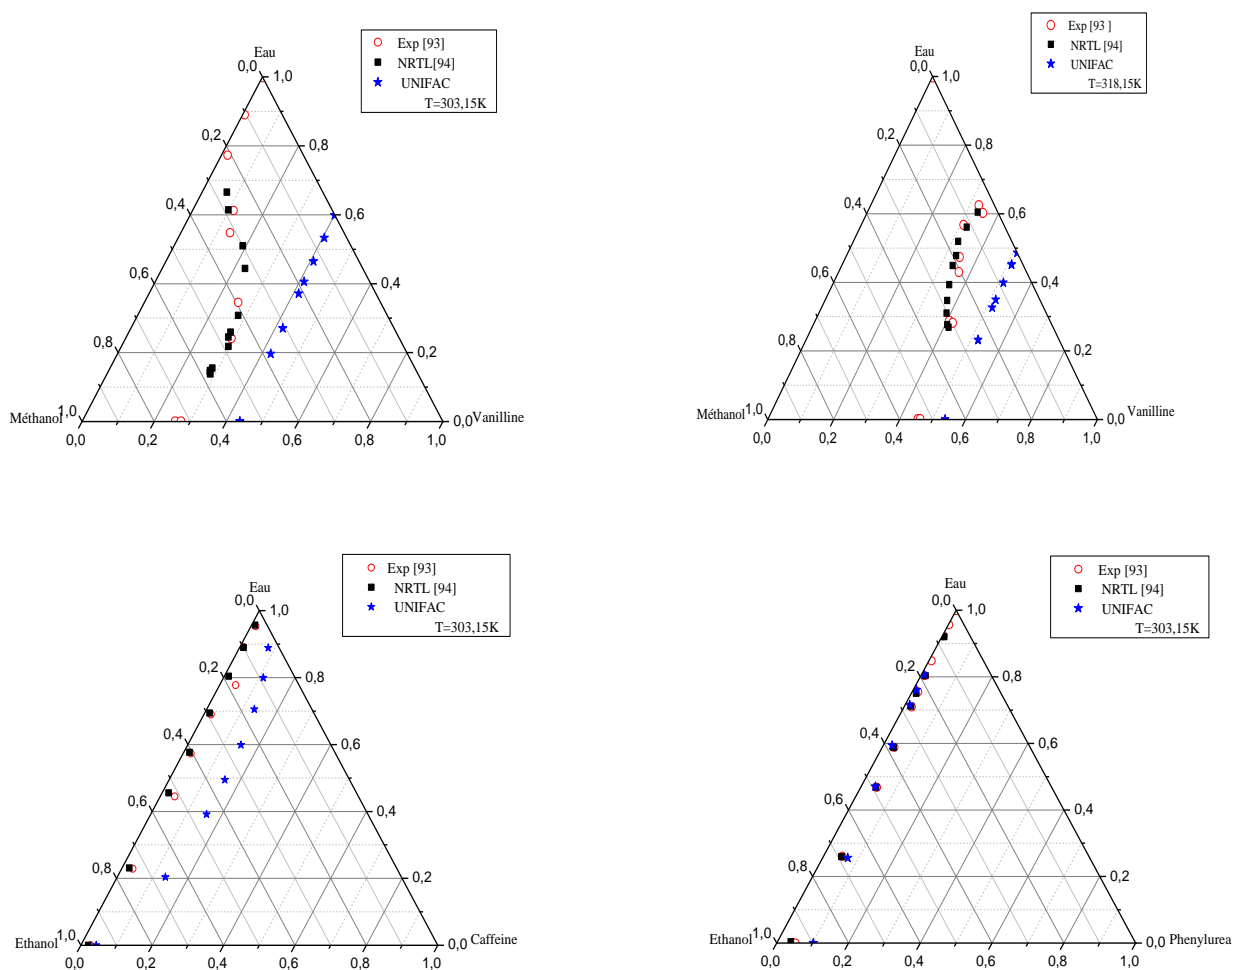 Exp [93]
NRTL[94]
UNIFAC
T=303,15K
Eau
0,0 1,0
0,2 0,8
0,4 0,6
0,6 0,4
0,8 0,2
Méthanol 1,0 0,0 Vanilline
0,0 0,2 0,4 0,6 0,8 1,0
Exp [93]
NRTL [94]
UNIFAC
T=318,15K
Eau
0,0 1,0
0,2 0,8
0,4 0,6
0,6 0,4
0,8 0,2
Méthanol 1,0 0,0 Vanilline
0,0 0,2 0,4 0,6 0,8 1,0
Exp [93]
NRTL [94]
UNIFAC
T=303,15K
Eau
0,0 1,0
0,2 0,8
0,4 0,6
0,6 0,4
0,8 0,2
Ethanol 1,0 0,0 Caffeine
0,0 0,2 0,4 0,6 0,8 1,0
Exp [93]
NRTL [94]
UNIFAC
T=303,15K
Eau
0,0 1,0
0,2 0,8
0,4 0,6
0,6 0,4
0,8 0,2
Ethanol 1,0 0,0 Phenylurea
0,0 0,2 0,4 0,6 0,8 1,0